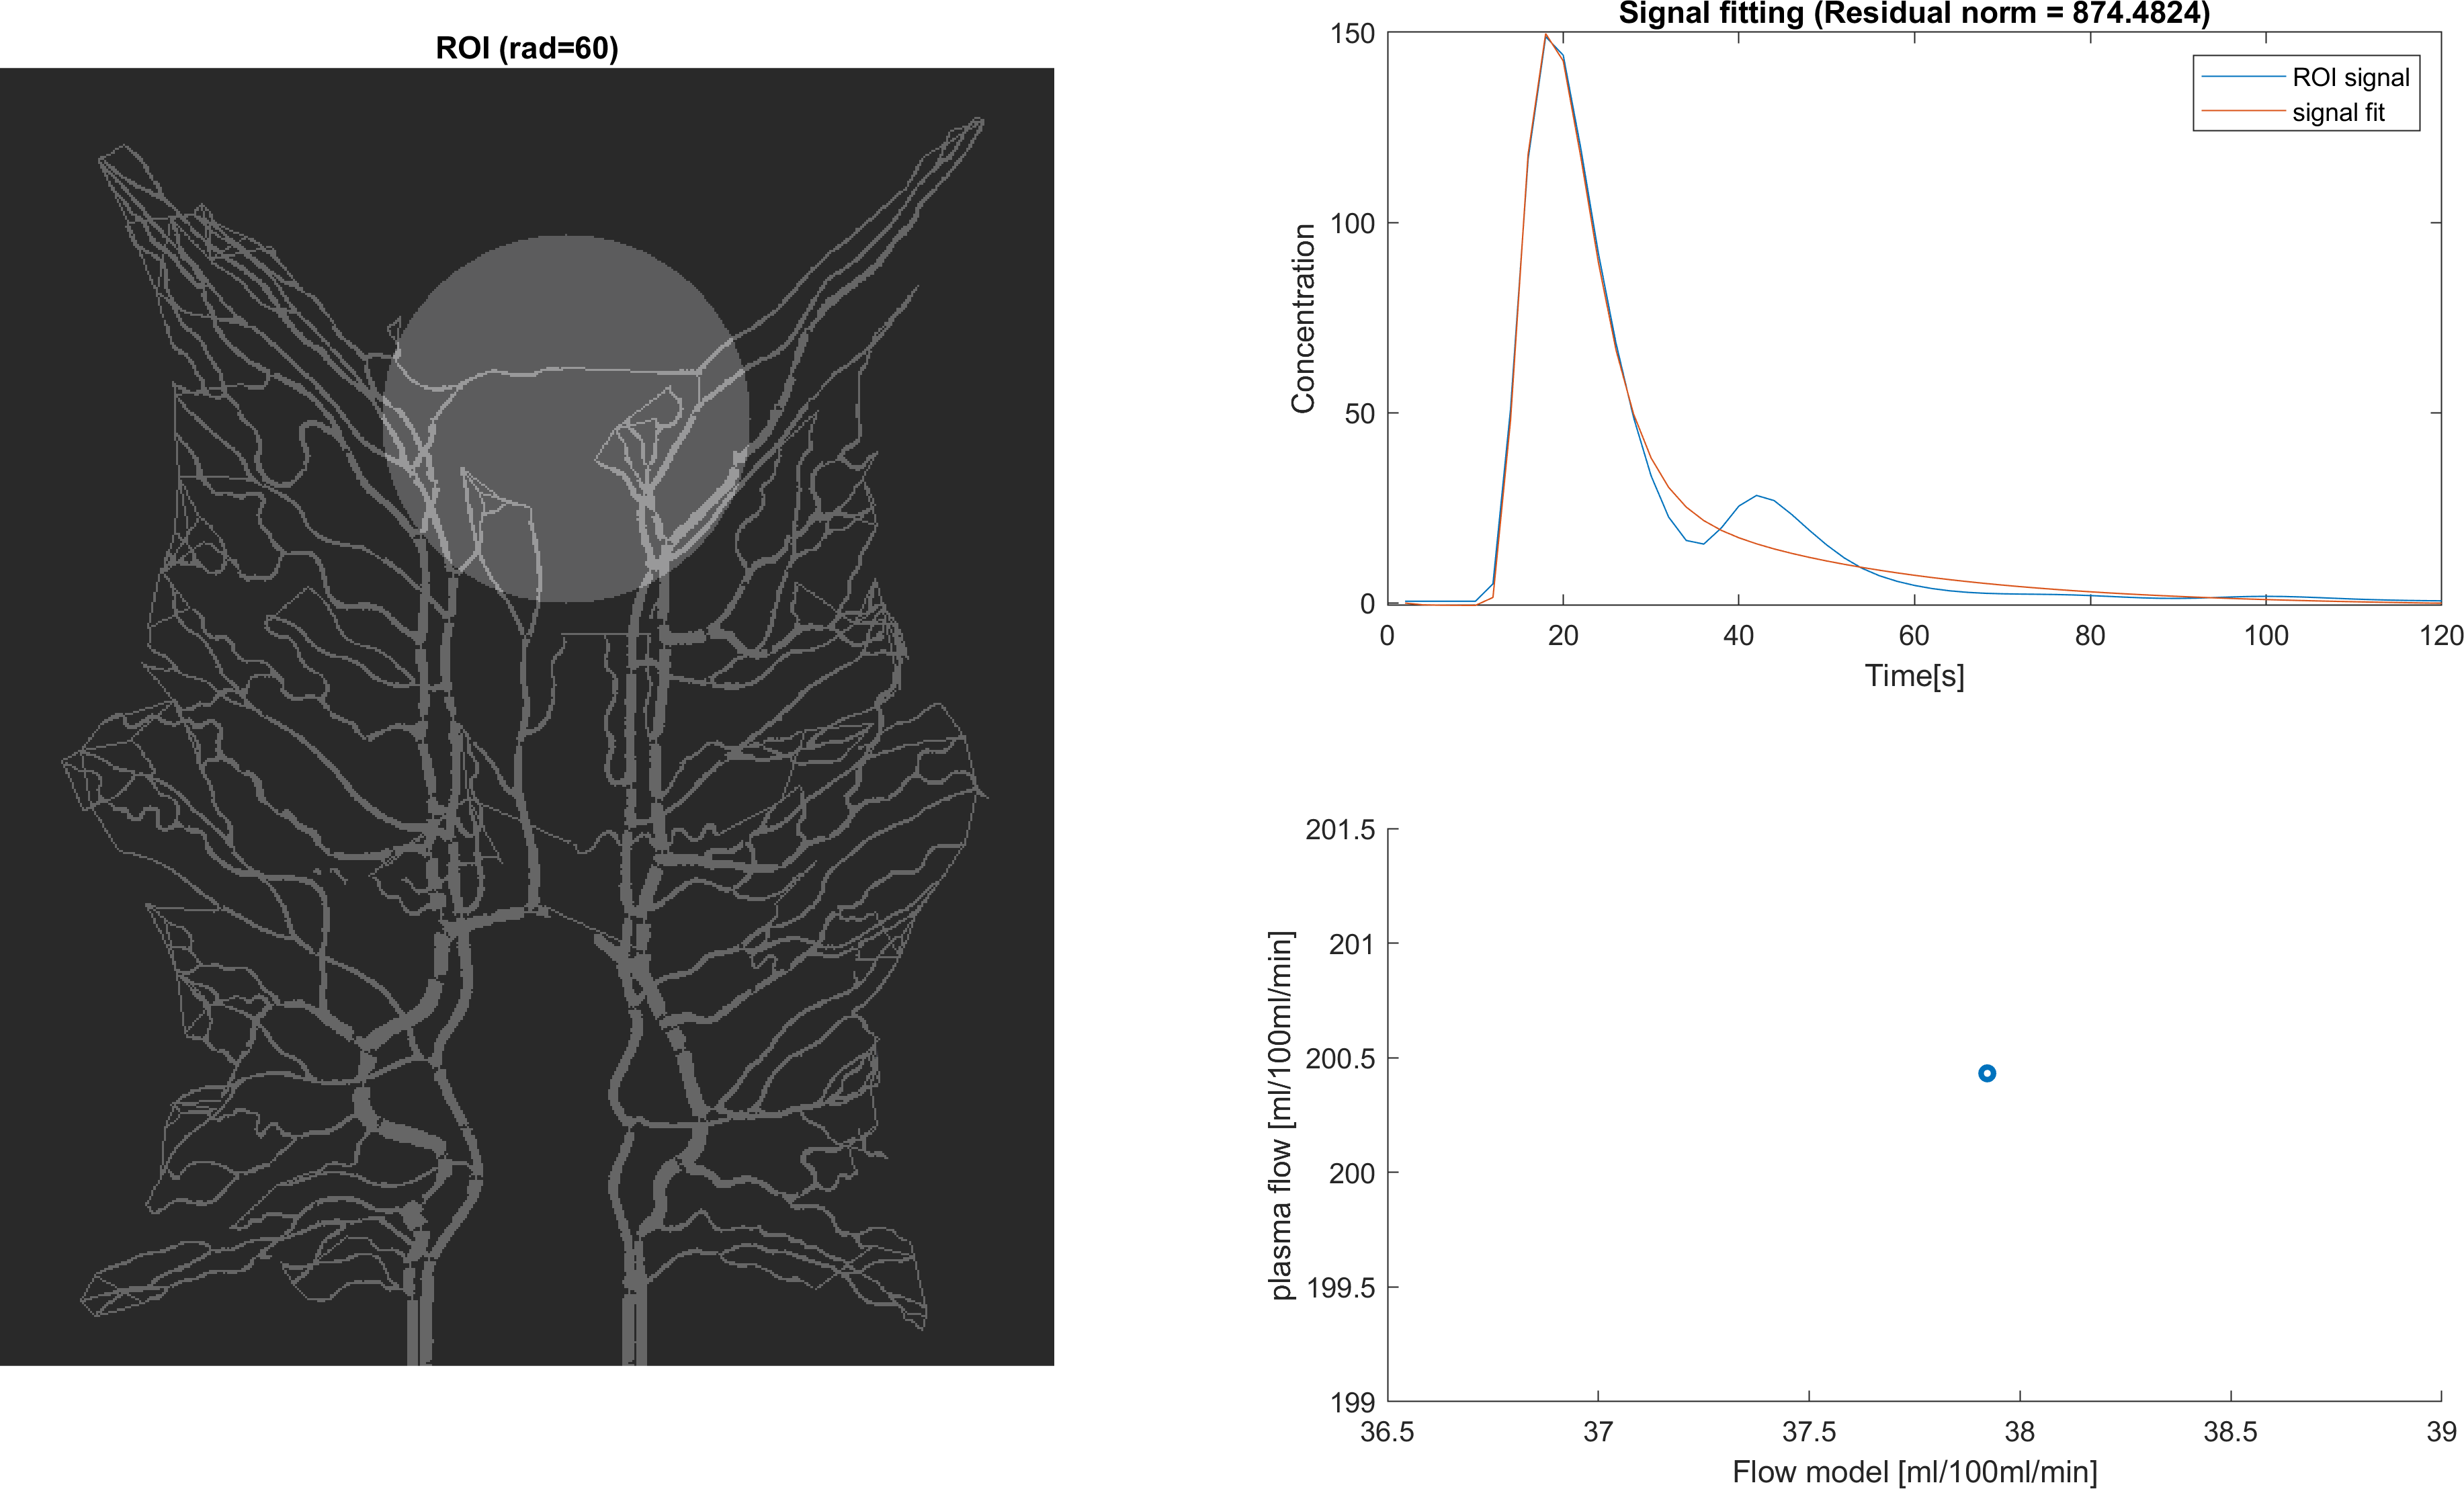 ROI (rad=60)
Signal fitting (Residual norm = 874.4824)
150
100
50
0
Concentration
ROI signal
signal fit
0 20 40 60 80 100 120
Time[s]
201.5
201
200.5
200
199.5
199
plasma flow [ml/100ml/min]
36.5 37 37.5 38 38.5 39
Flow model [ml/100ml/min]